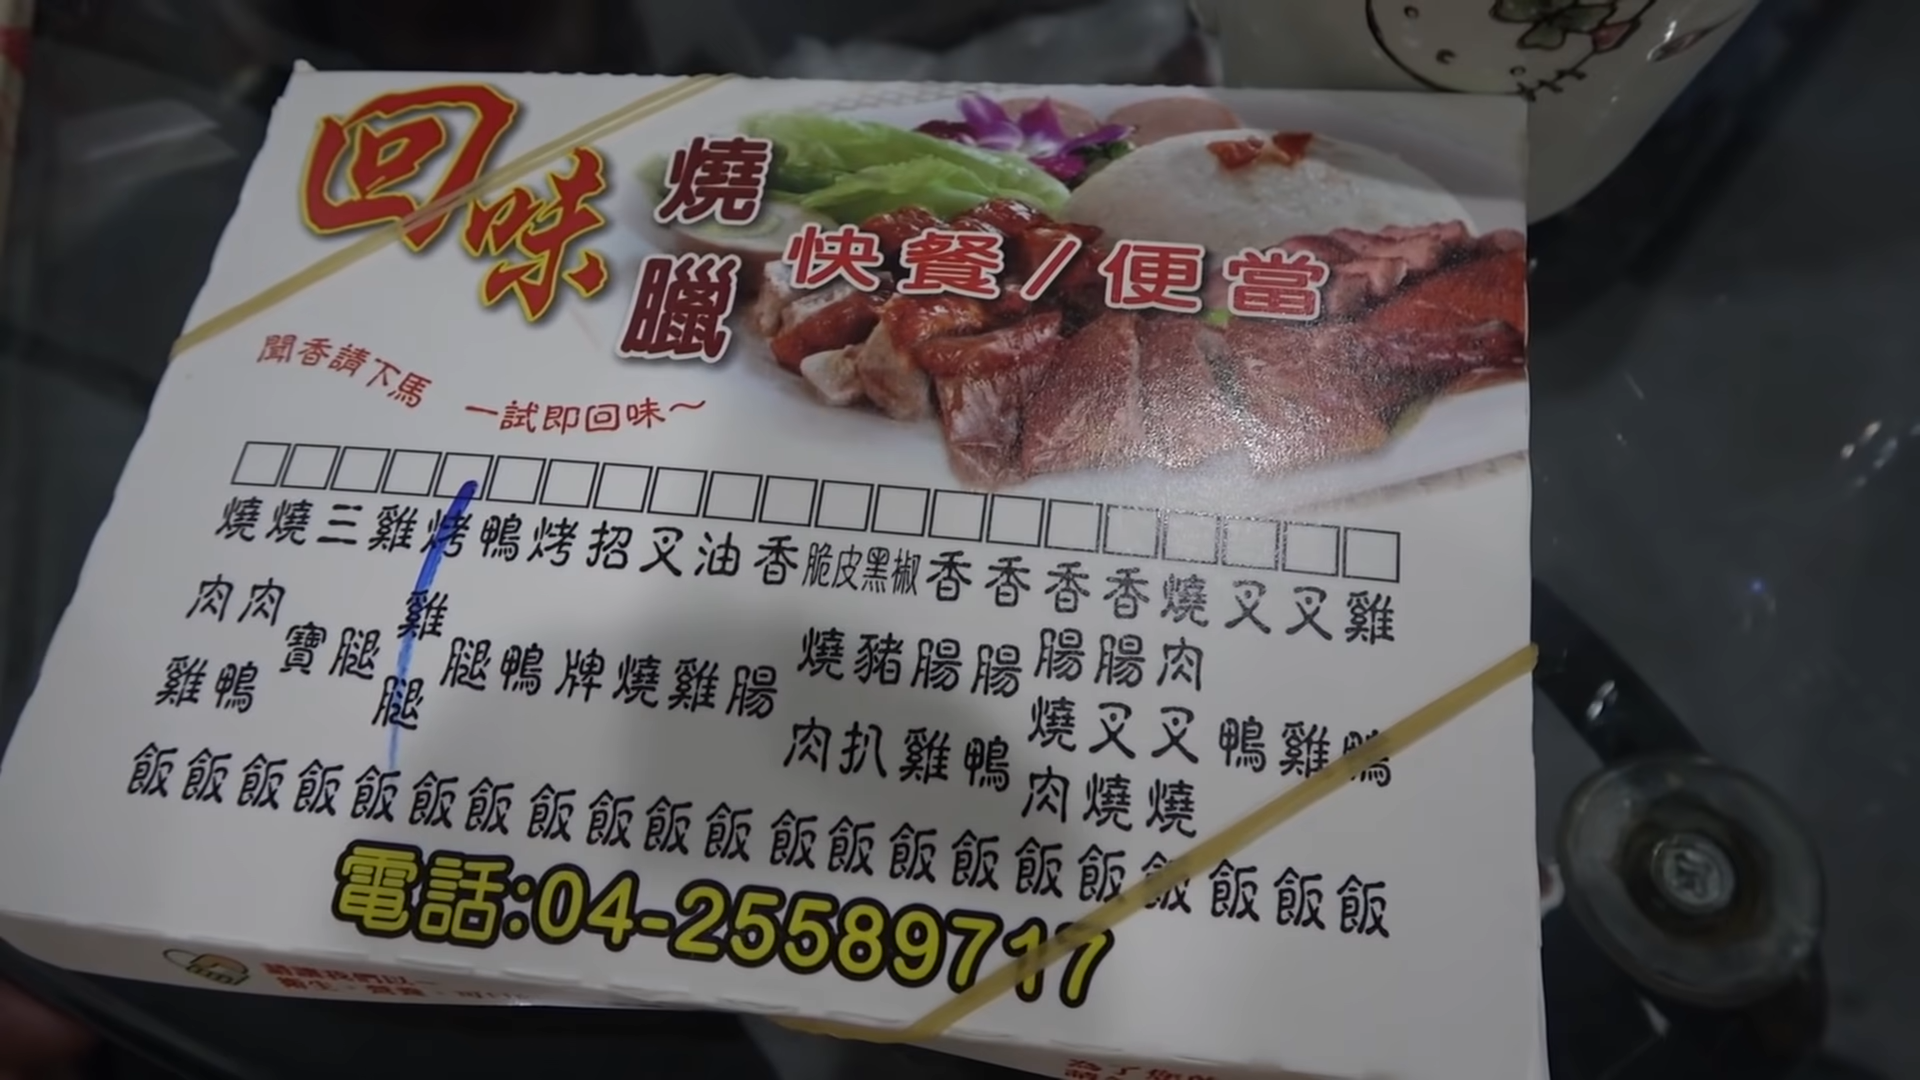 回味
燒臘
快餐/便當
聞香請下馬
一試即回味～
燒肉雞飯
燒肉鴨飯
三寶飯
雞腿飯
烤雞腿飯
鴨腿飯
烤鴨飯
招牌飯
叉燒飯
油雞飯
香腸飯
脆皮燒肉飯
黑椒豬扒飯
香腸雞飯
香腸鴨飯
香腸燒肉飯
香腸叉燒飯
燒肉叉燒飯
叉鴨飯
叉雞飯
雞鴨飯
電話:04-25589717